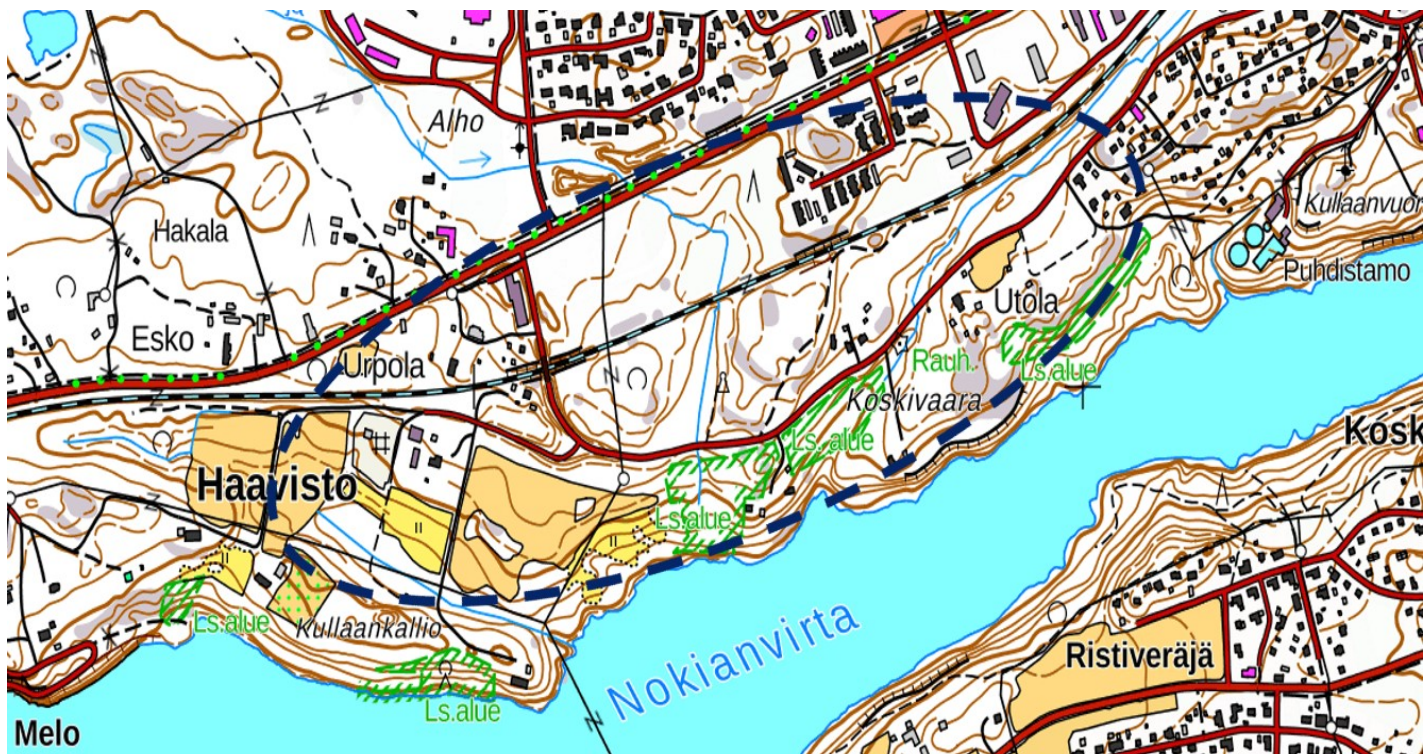 Alho
Hakala
Kullaanvuor
Puhdistamo
Esko
Utola
Urpola
Rauh.
Ls.alue
Koskivaara
Ls. alue
Kosk
Haavisto
Ls.alue
Ls.alue
Kullaankallio
Nokianvirta
Ristiveräjä
Ls.alue
Melo